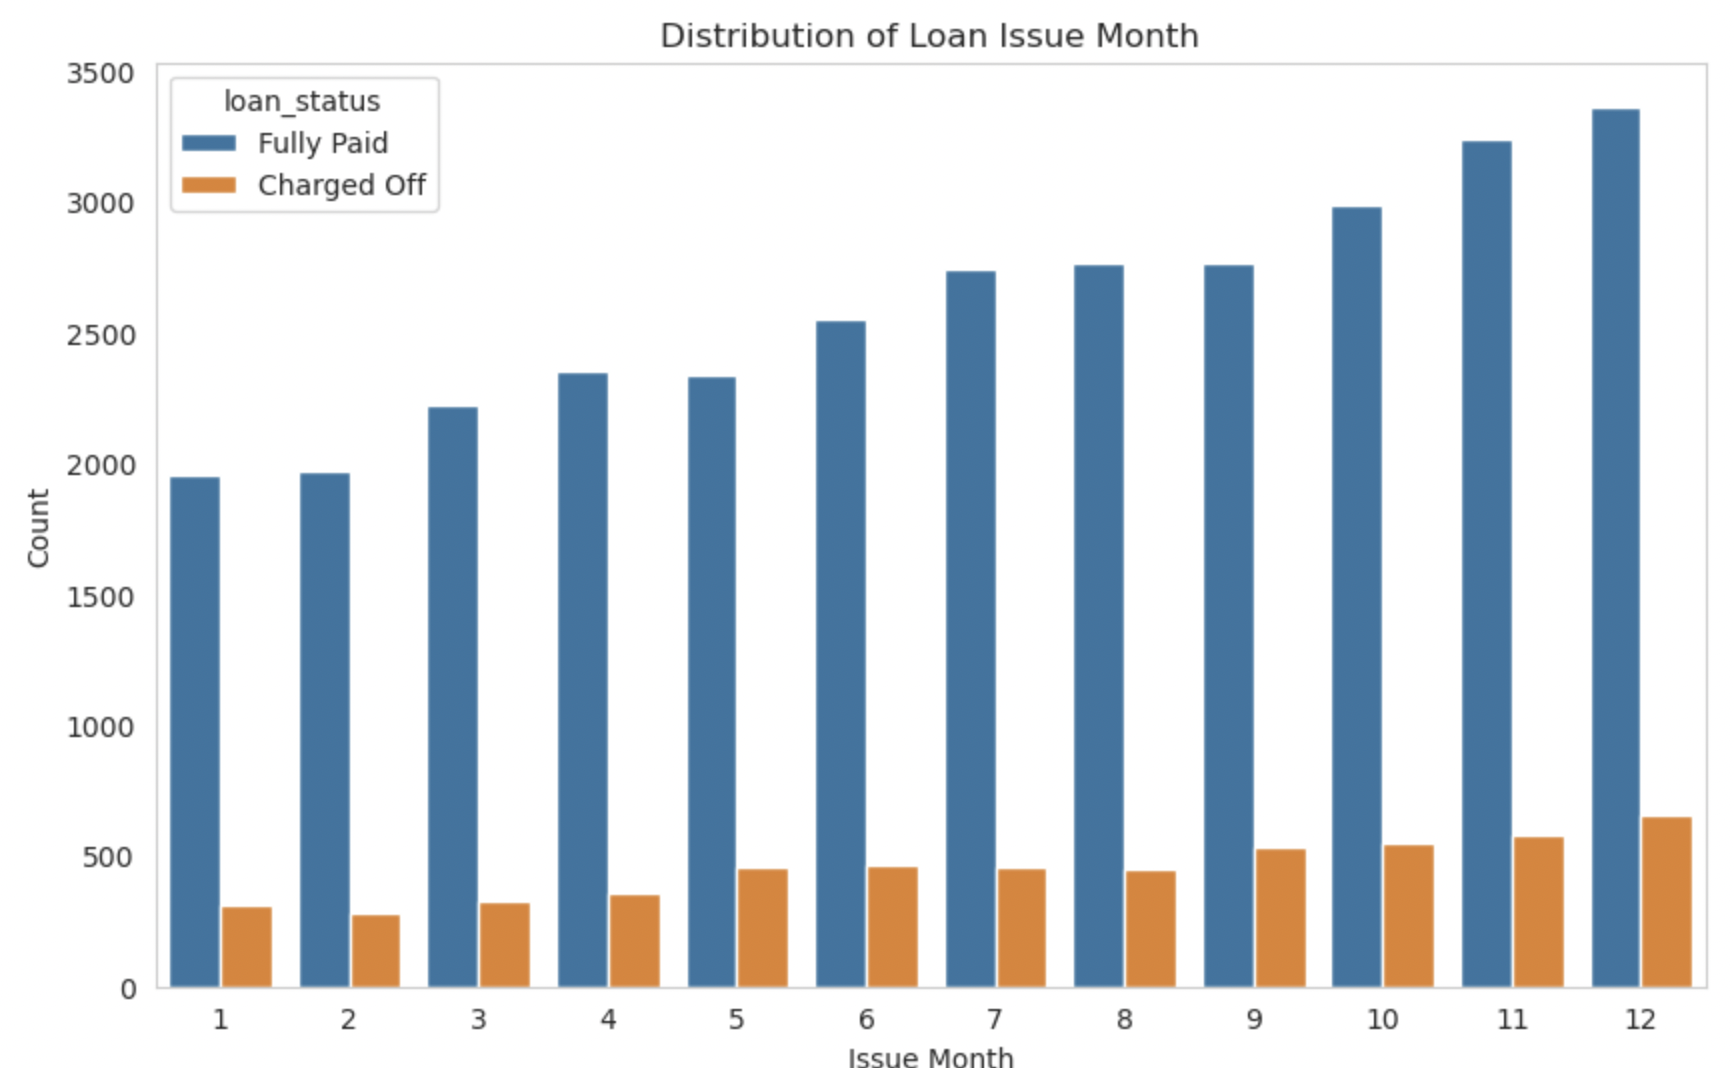 Distribution of Loan Issue Month
3500
3000
2500
2000
1500
1000
500
0
Count
loan_status
Fully Paid
Charged Off
1 2 3 4 5 6 7 8 9 10 11 12
Issue Month